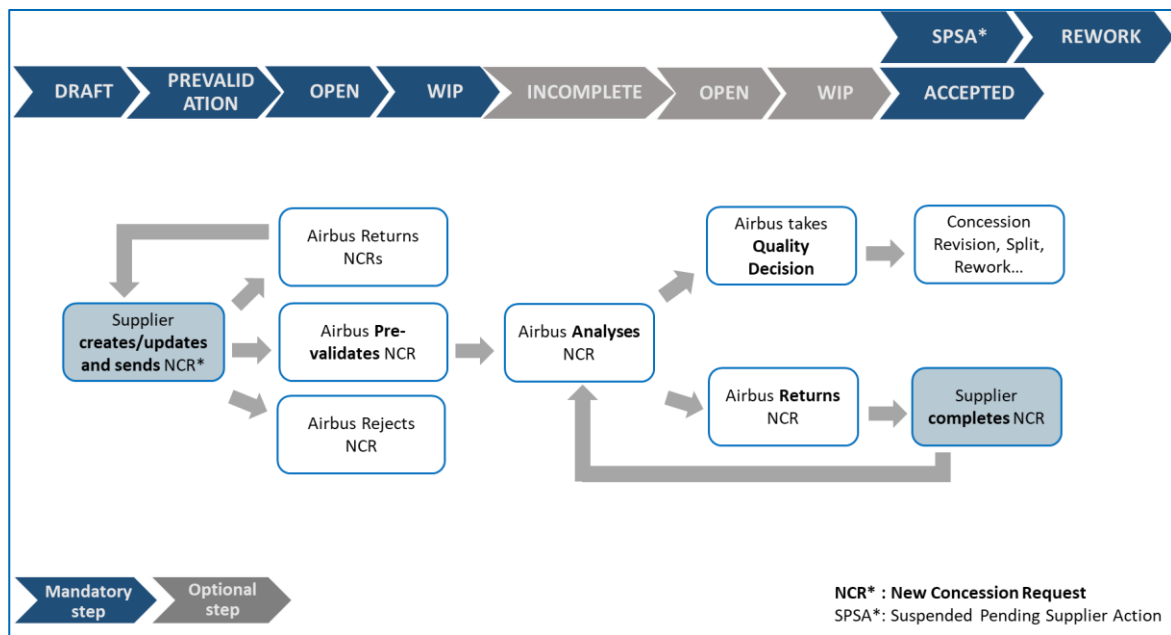 SPSA*
REWORK
DRAFT
PREVALID
ATION
OPEN
WIP
INCOMPLETE
OPEN
WIP
ACCEPTED
Airbus Returns
NCRs
Supplier
creates/updates
and sends NCR*
Airbus Pre-
validates NCR
Airbus Rejects
NCR
Airbus Analyses
NCR
Airbus takes
Quality
Decision
Concession
Revision, Split,
Rework...
Airbus Returns
NCR
Supplier
completes NCR
Mandatory
step
Optional
step
NCR* : New Concession Request
SPSA*: Suspended Pending Supplier Action